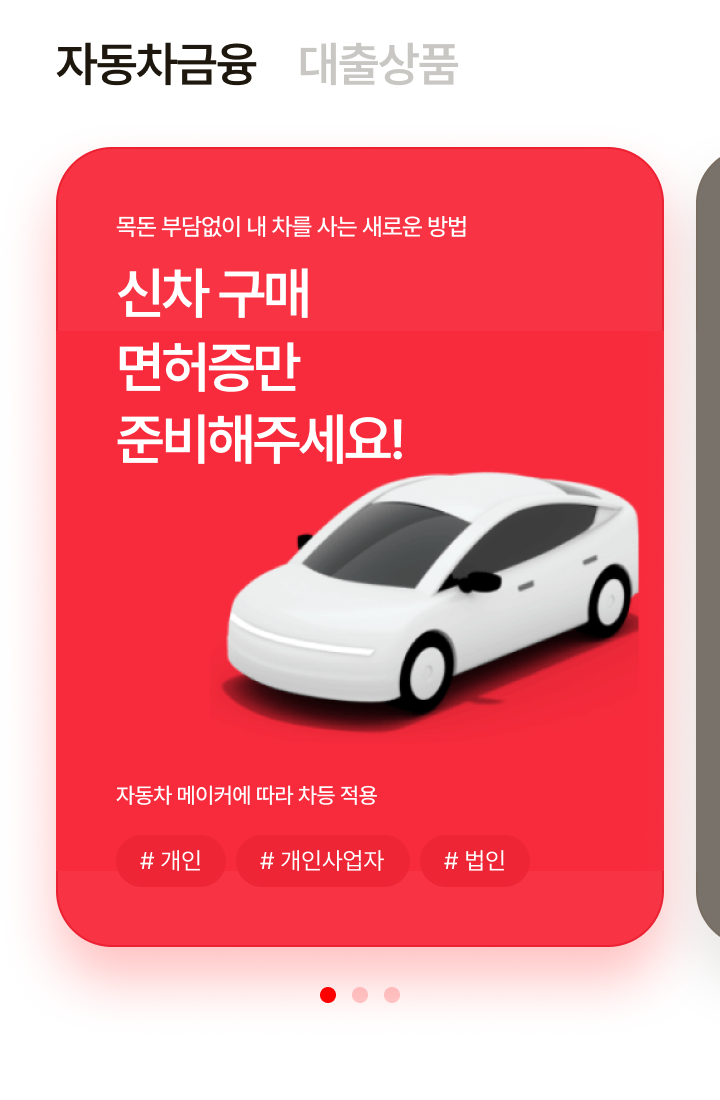 자동차금융 대출상품
목돈 부담없이 내 차를 사는 새로운 방법
신차 구매
면허증만
준비해주세요!
자동차 메이커에 따라 차등 적용
# 개인 # 개인사업자 # 법인